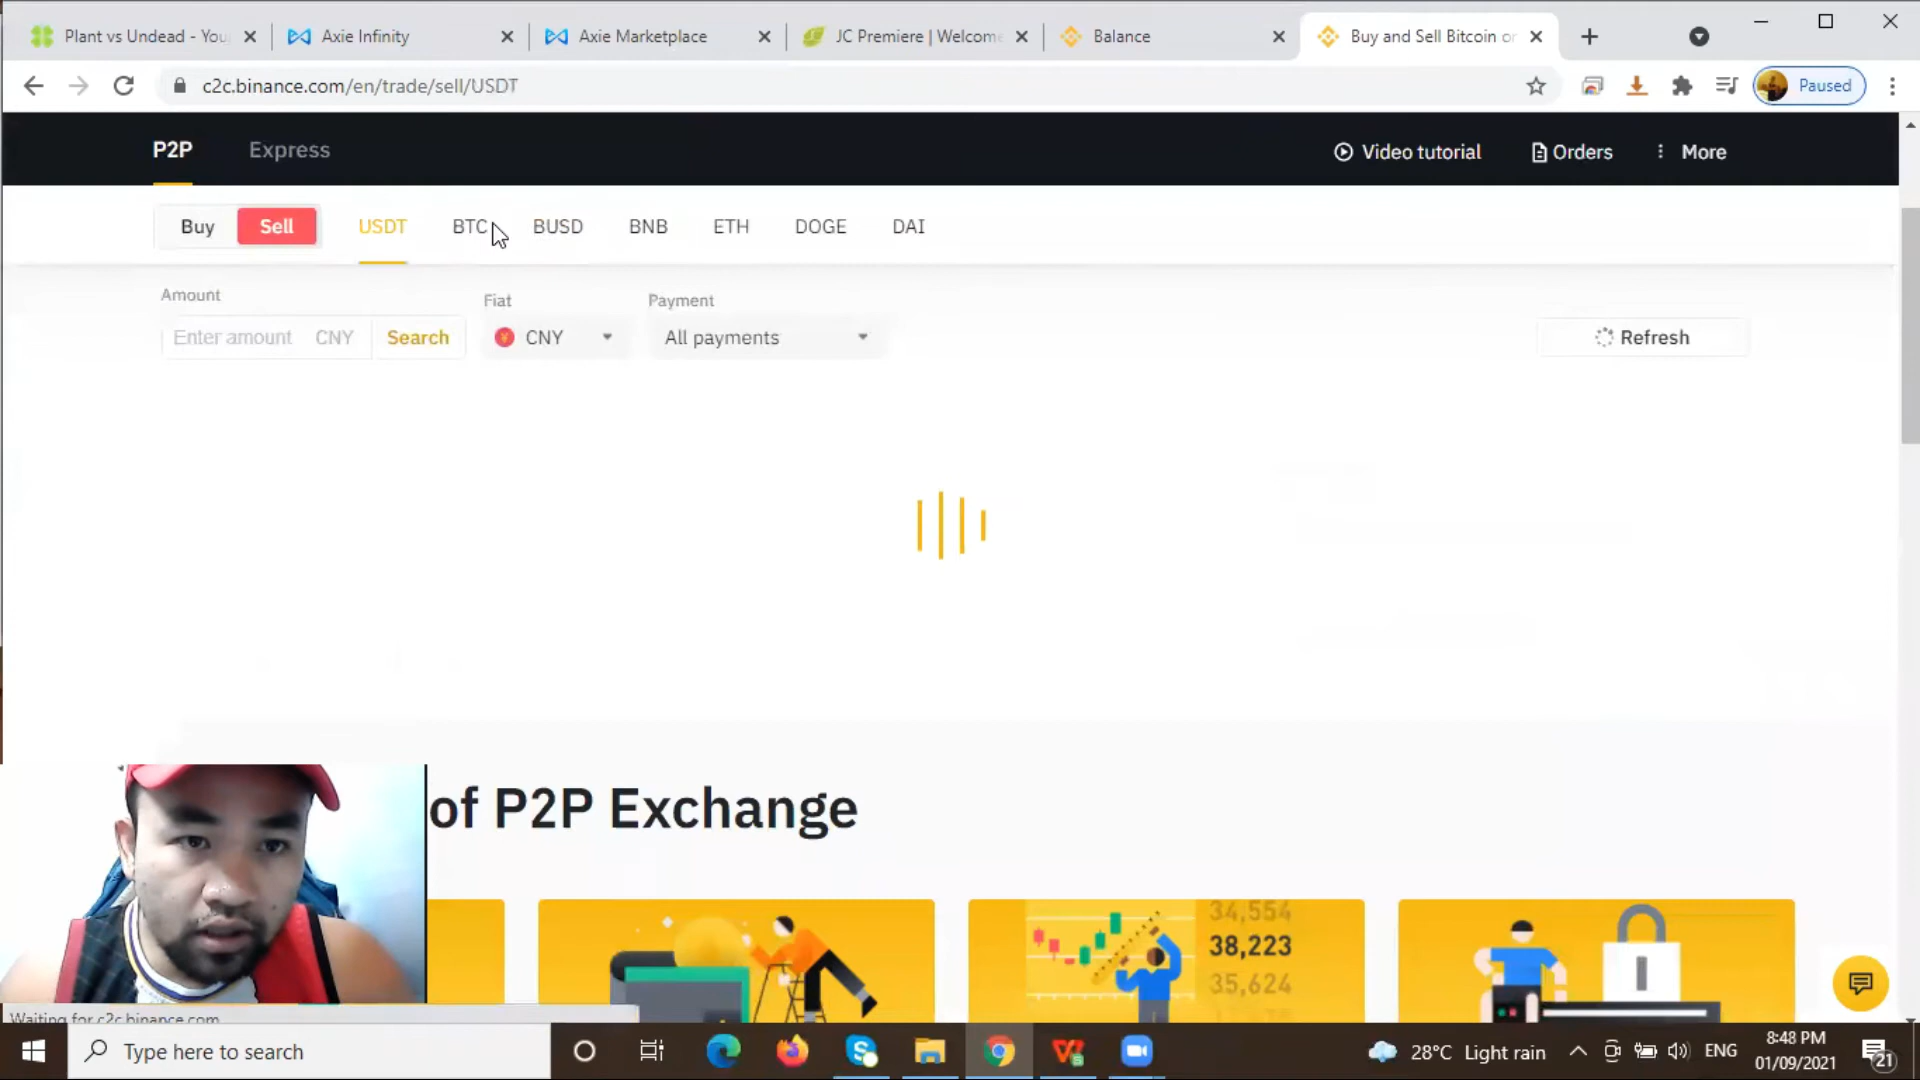 Plant vs Undead - You
Axie Infinity
Axie Marketplace
JC Premiere | Welcome
Balance
Buy and Sell Bitcoin or
c2c.binance.com/en/trade/sell/USDT
Paused
P2P
Express
Video tutorial
Orders
More
Buy
Sell
USDT
BTC
BUSD
BNB
ETH
DOGE
DAI
Amount
Fiat
Payment
Enter amount
CNY
Search
CNY
All payments
Refresh
of P2P Exchange
34,554
38,223
35,624
Waiting for c2c.binance.com
Type here to search
28°C Light rain
ENG
8:48 PM
01/09/2021
21